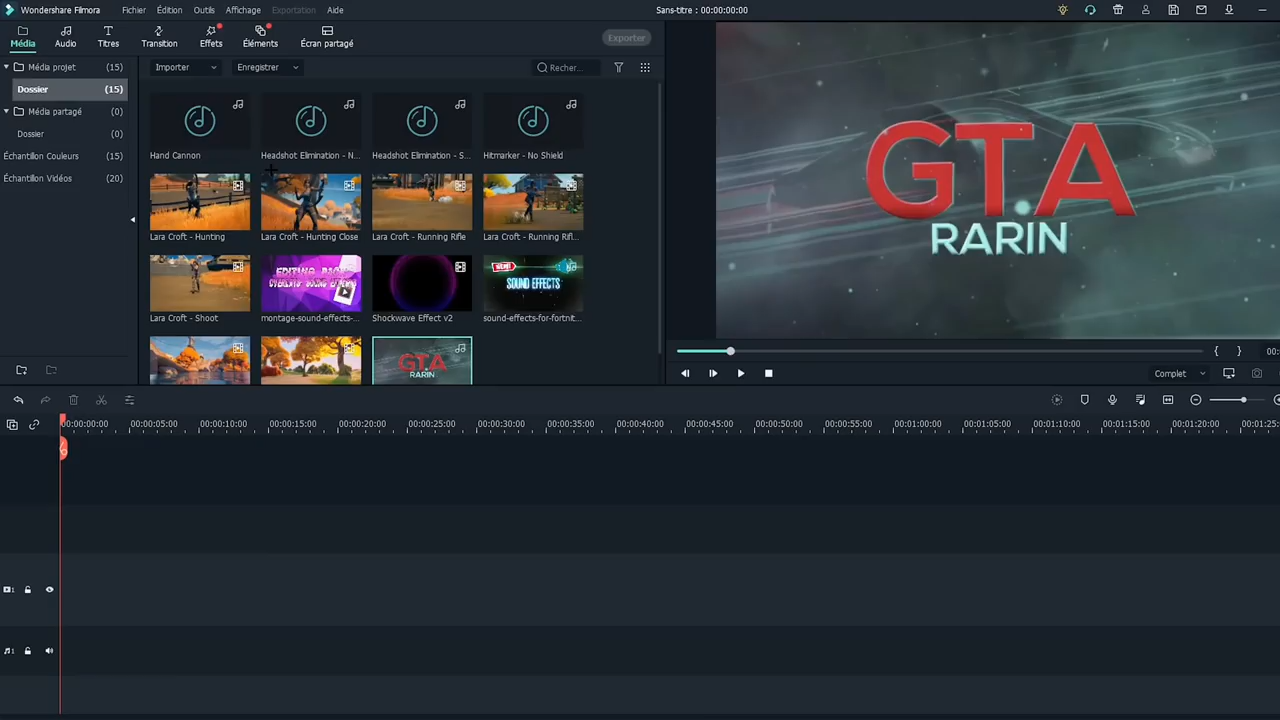 Wondershare Filmora
Fichier Édition Outils Affichage Exportation Aide
Sans-titre : 00:00:00:00
Média Audio Titres Transition Effets Éléments Écran partagé
Exporter
Média projet (15)
Dossier (15)
Média partagé (0)
Dossier (0)
Échantillon Couleurs (15)
Échantillon Vidéos (20)
Importer Enregistrer Recher...
Hand Cannon
Headshot Elimination - N...
Headshot Elimination - S...
Hitmarker - No Shield
Lara Croft - Hunting
Lara Croft - Hunting Close
Lara Croft - Running Rifle
Lara Croft - Running Rifl...
SOUND EFFECTS
Lara Croft - Shoot
montage-sound-effects-...
Shockwave Effect v2
sound-effects-for-fortnit...
GTA
RARIN
GTA
RARIN
{ } 00:
Complet
00:00:00:00 00:00:05:00 00:00:10:00 00:00:15:00 00:00:20:00 00:00:25:00 00:00:30:00 00:00:35:00 00:00:40:00 00:00:45:00 00:00:50:00 00:00:55:00 00:01:00:00 00:01:05:00 00:01:10:00 00:01:15:00 00:01:20:00 00:01:25:
1
1